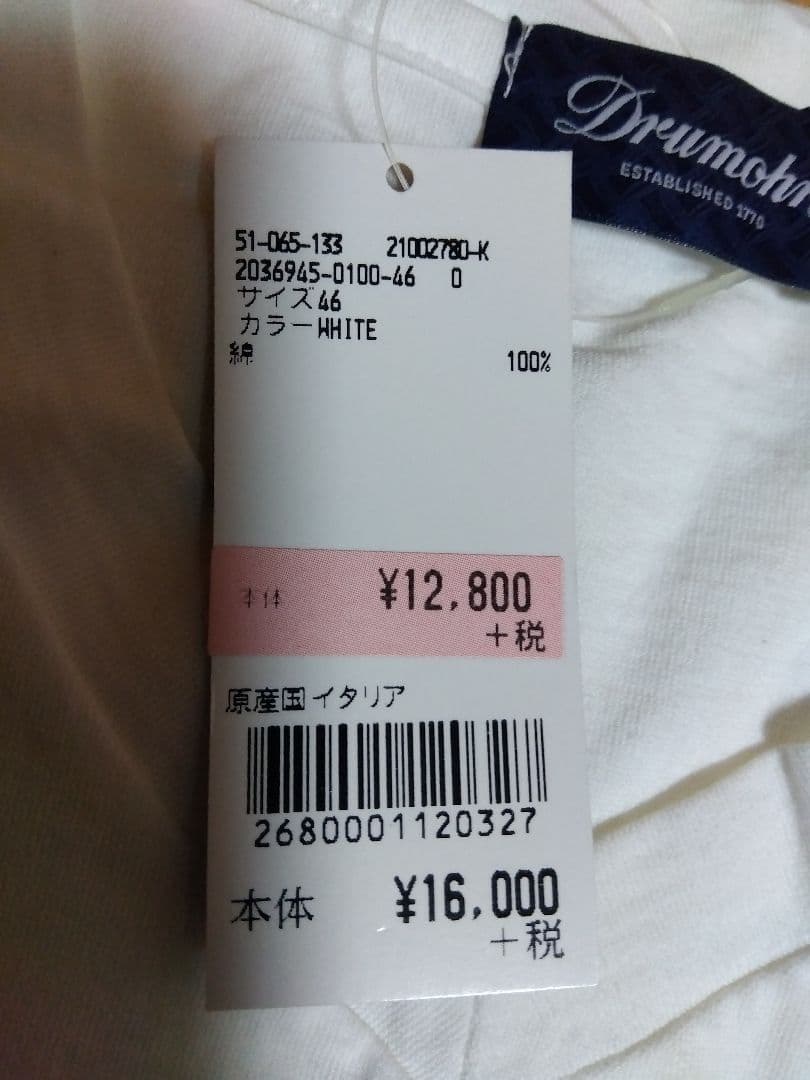 Drumohr
ESTABLISHED 1770
51-065-133 21002780-K
2036945-0100-46 0
サイズ46
カラーWHITE
綿 100%
本体 ¥12,800
+税
原産国イタリア
2680001120327
本体 ¥16,000
+税